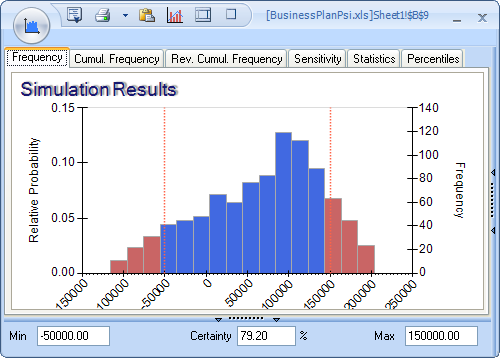 [BusinessPlanPsi.xls]Sheet1!$B$9
Frequency Cumul. Frequency Rev. Cumul. Frequency Sensitivity Statistics Percentiles
Simulation Results
0.15 140
120
0.10 100
80
0.05 60
40
20
0.00 0
Relative Probability
Frequency
150000 100000 -50000 0 50000 100000 150000 200000 250000
Min -50000.00 Certainty 79.20 % Max 150000.00